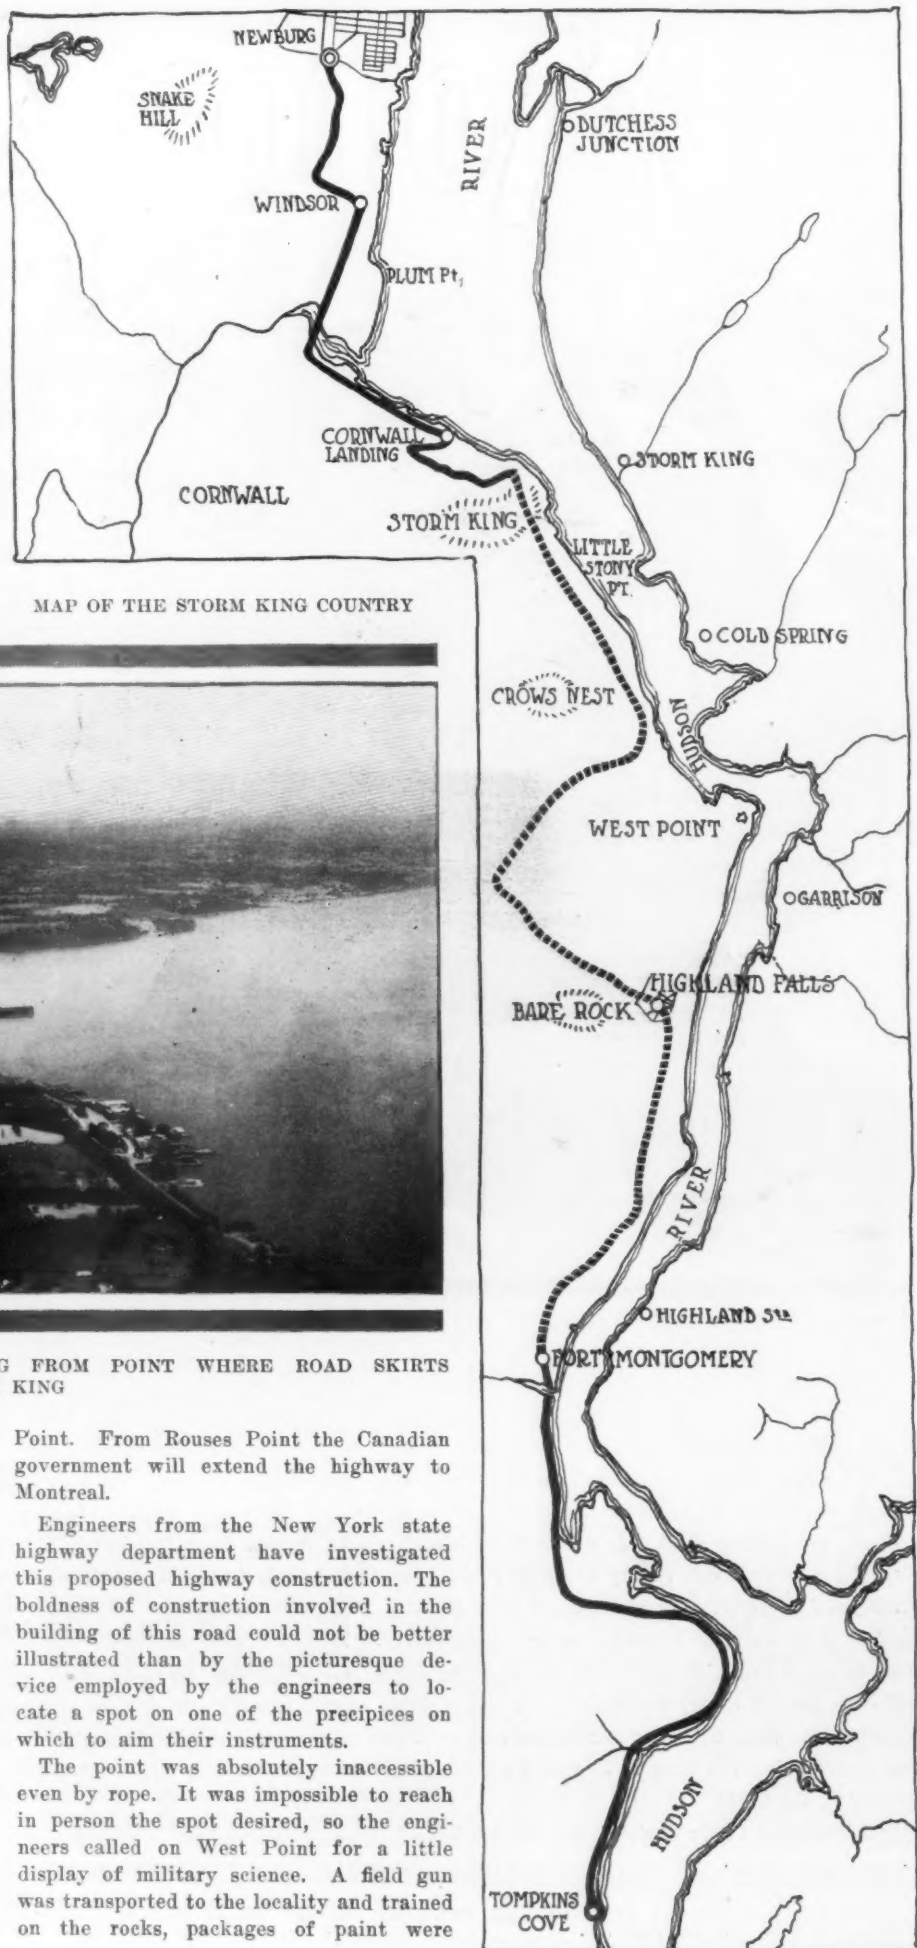 NEWBURG
SNAKE
HILL
RIVER
DUTCHESS
JUNCTION
WINDSOR
PLUM Pt.
CORNWALL
LANDING
STORM KING
CORNWALL
STORM KING
LITTLE
STONY
PT.
MAP OF THE STORM KING COUNTRY
COLD SPRING
CROWS NEST
HUDSON
WEST POINT
GARRISON
HIGHLAND FALLS
BARE ROCK
RIVER
HIGHLAND Sta
FORT MONTGOMERY
G FROM POINT WHERE ROAD SKIRTS
KING
Point. From Rouses Point the Canadian
government will extend the highway to
Montreal.
Engineers from the New York state
highway department have investigated
this proposed highway construction. The
boldness of construction involved in the
building of this road could not be better
illustrated than by the picturesque de-
vice employed by the engineers to lo-
cate a spot on one of the precipices on
which to aim their instruments.
The point was absolutely inaccessible
even by rope. It was impossible to reach
in person the spot desired, so the engi-
neers called on West Point for a little
display of military science. A field gun
was transported to the locality and trained
on the rocks, packages of paint were
HUDSON
TOMPKINS
COVE